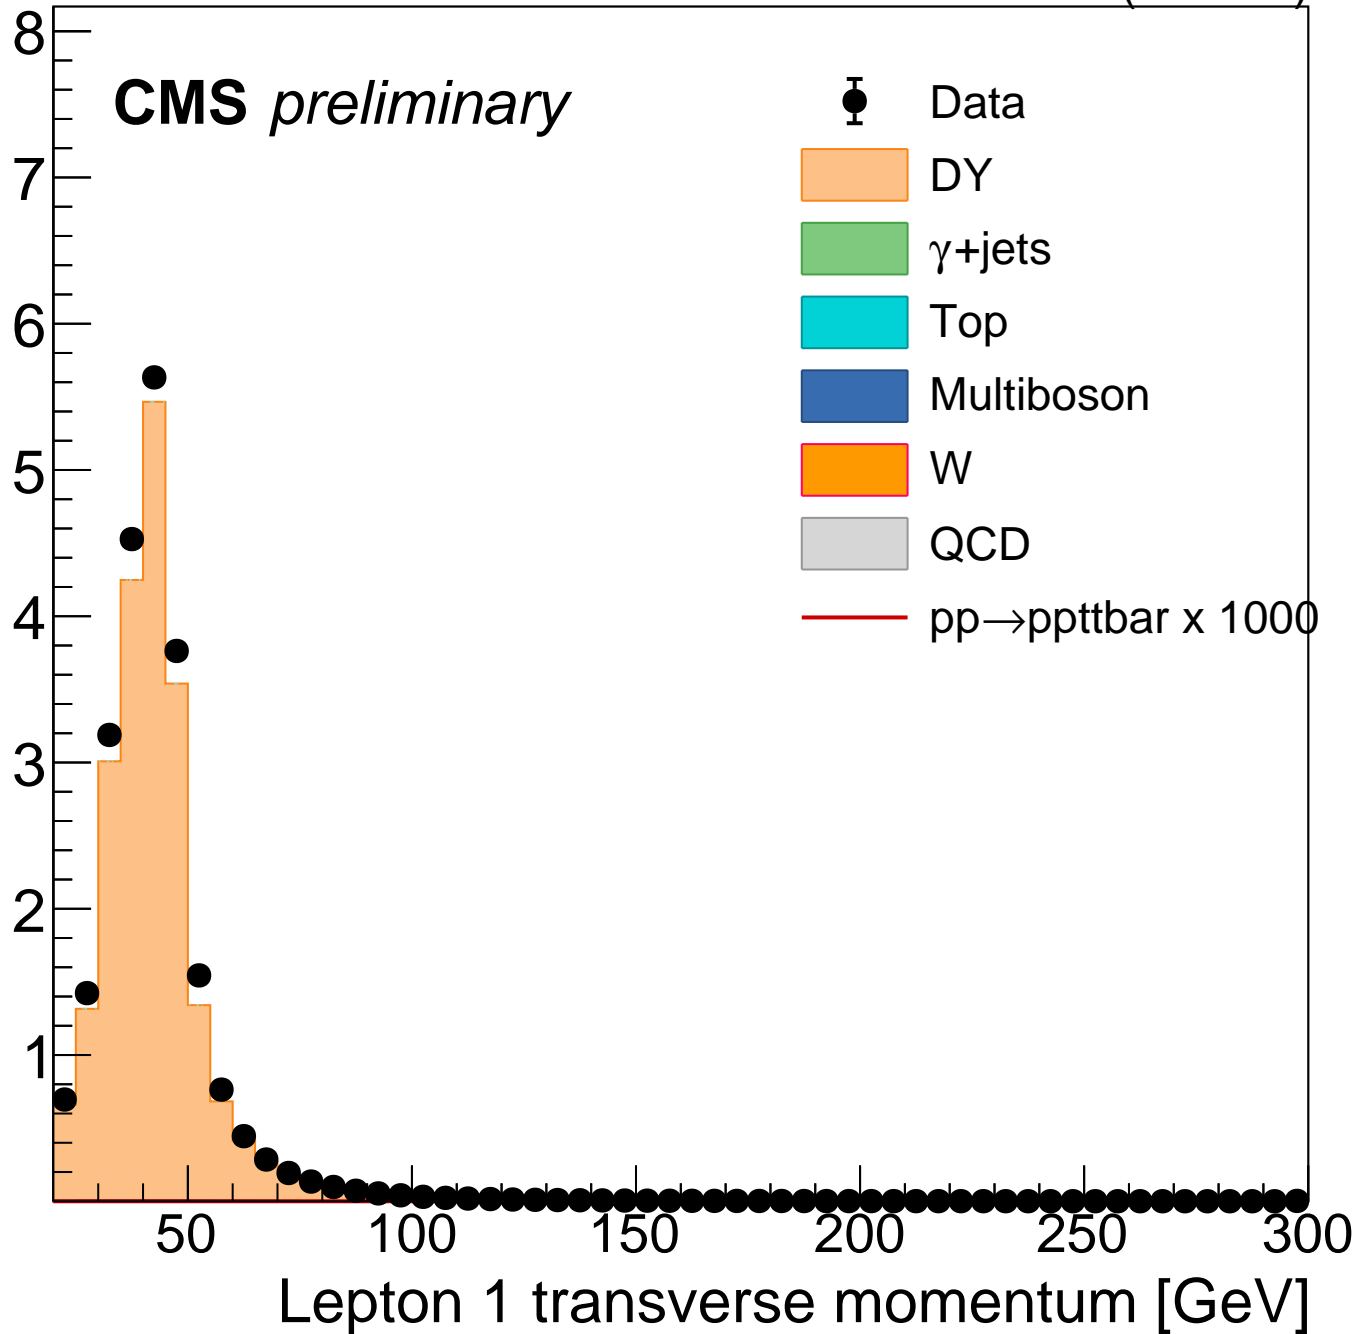 8
CMS preliminary
Data
7
DY
γ+jets
6
Top
Multiboson
5
W
QCD
4
pp→ppttbar x 1000
3
2
1
50 100 150 200 250 300
Lepton 1 transverse momentum [GeV]